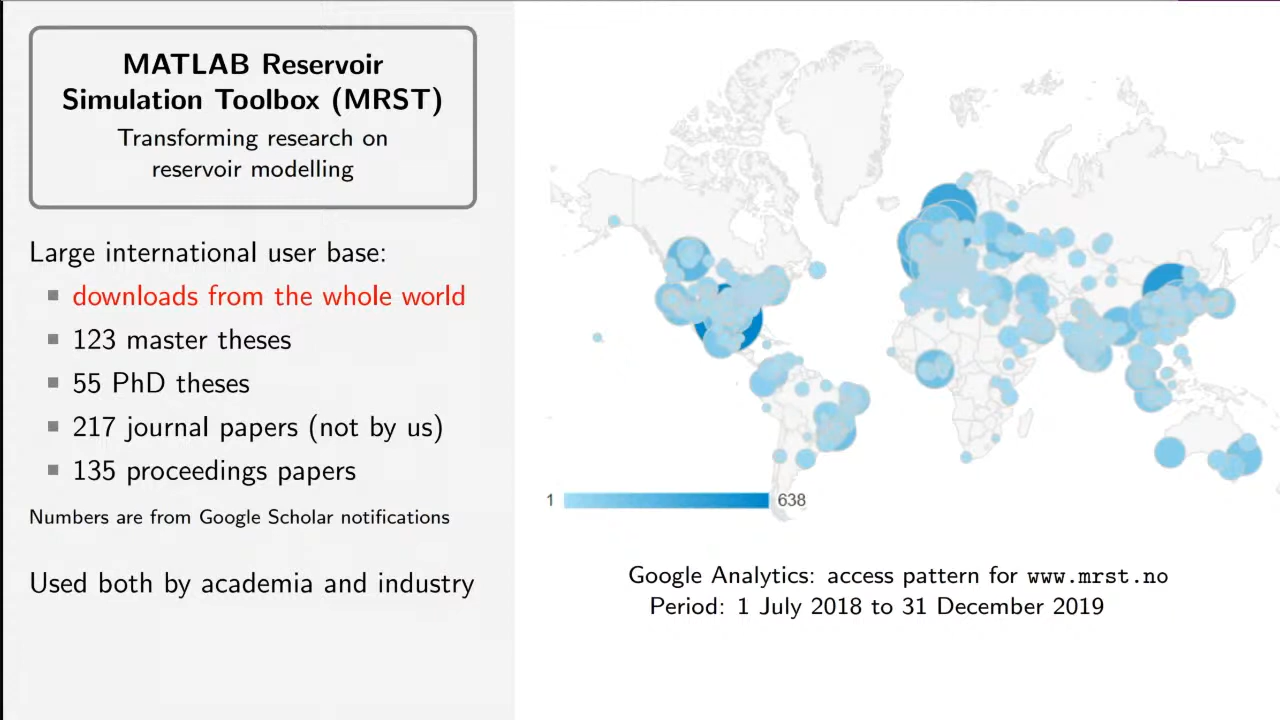 MATLAB Reservoir
Simulation Toolbox (MRST)
Transforming research on
reservoir modelling
Large international user base:
downloads from the whole world
123 master theses
55 PhD theses
217 journal papers (not by us)
135 proceedings papers
Numbers are from Google Scholar notifications
Used both by academia and industry
1 638
Google Analytics: access pattern for www.mrst.no
Period: 1 July 2018 to 31 December 2019